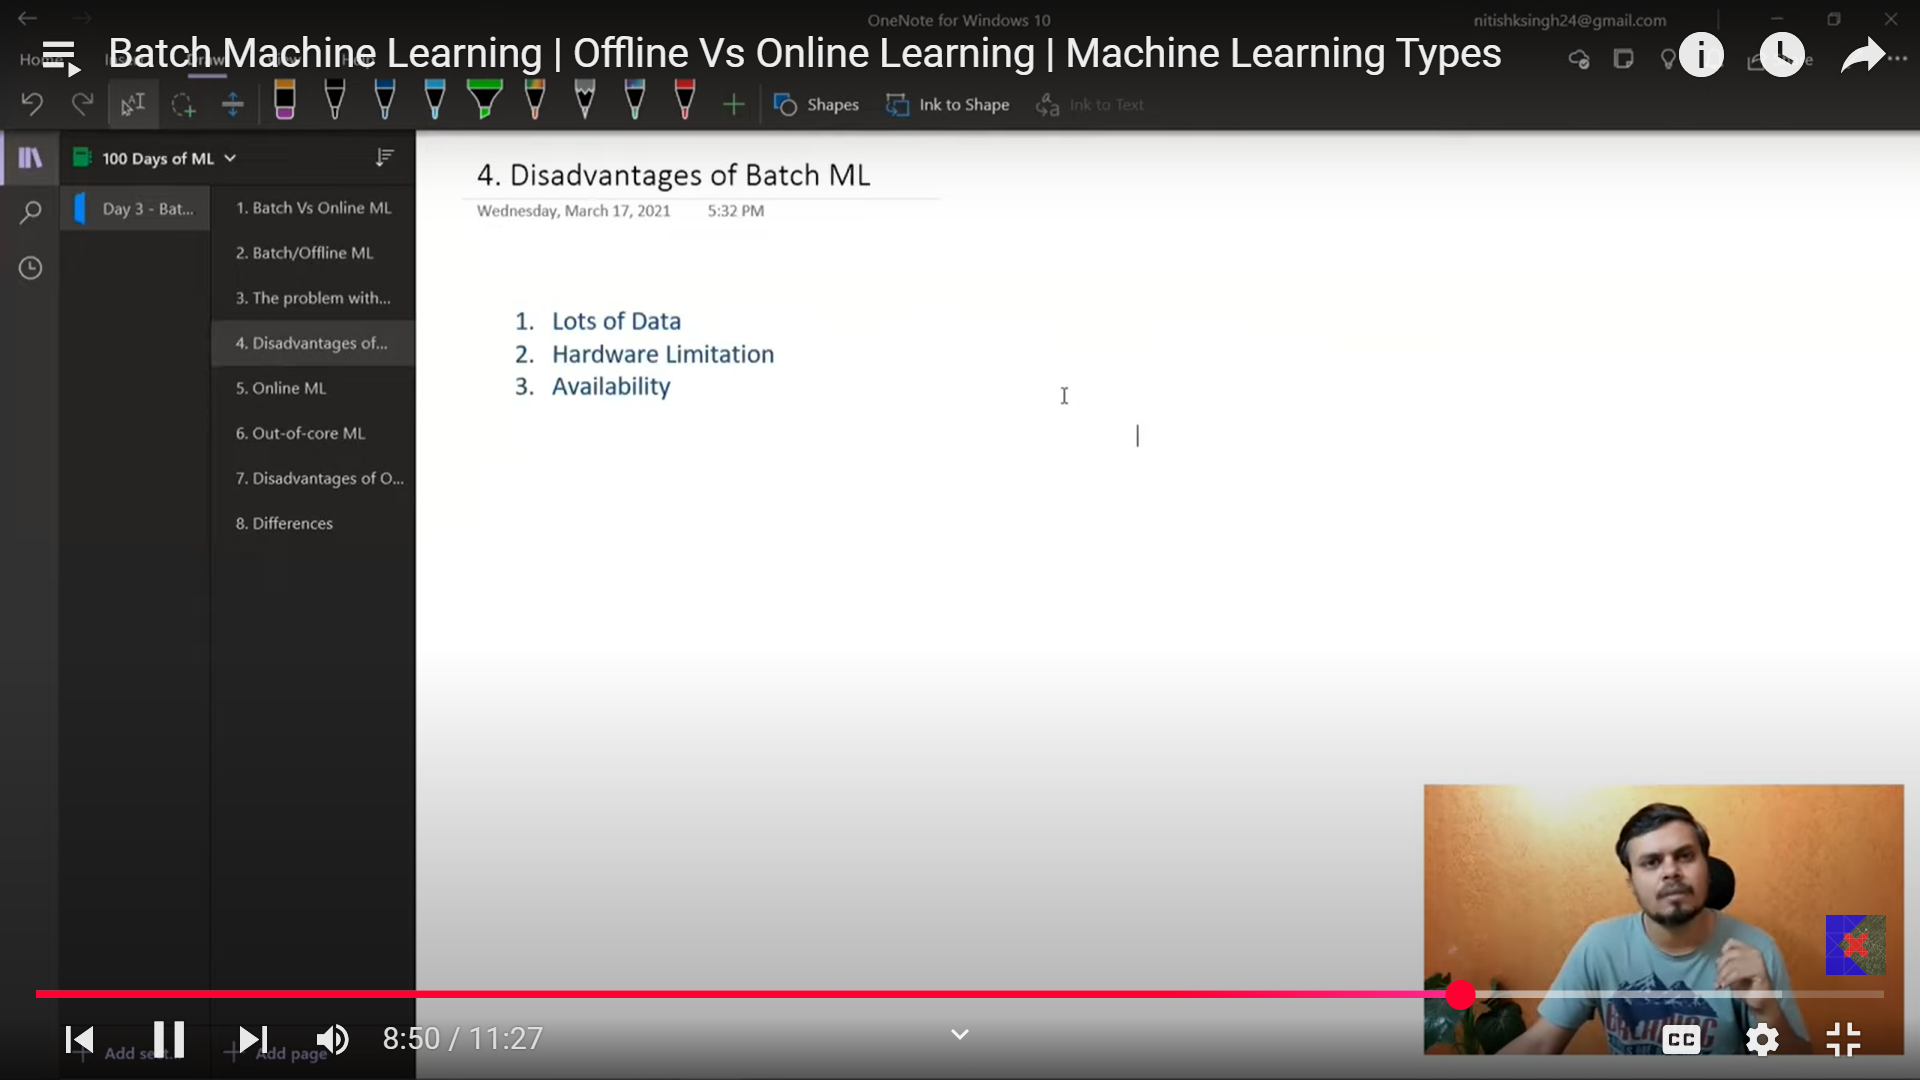 OneNote for Windows 10
nitishksingh24@gmail.com
Batch Machine Learning | Offline Vs Online Learning | Machine Learning Types
Shapes
Ink to Shape
Ink to Text
100 Days of ML
Day 3 - Bat...
1. Batch Vs Online ML
2. Batch/Offline ML
3. The problem with...
4. Disadvantages of...
5. Online ML
6. Out-of-core ML
7. Disadvantages of O...
8. Differences
4. Disadvantages of Batch ML
Wednesday, March 17, 2021 5:32 PM
1. Lots of Data
2. Hardware Limitation
3. Availability
8:50 / 11:27
CC
Add page